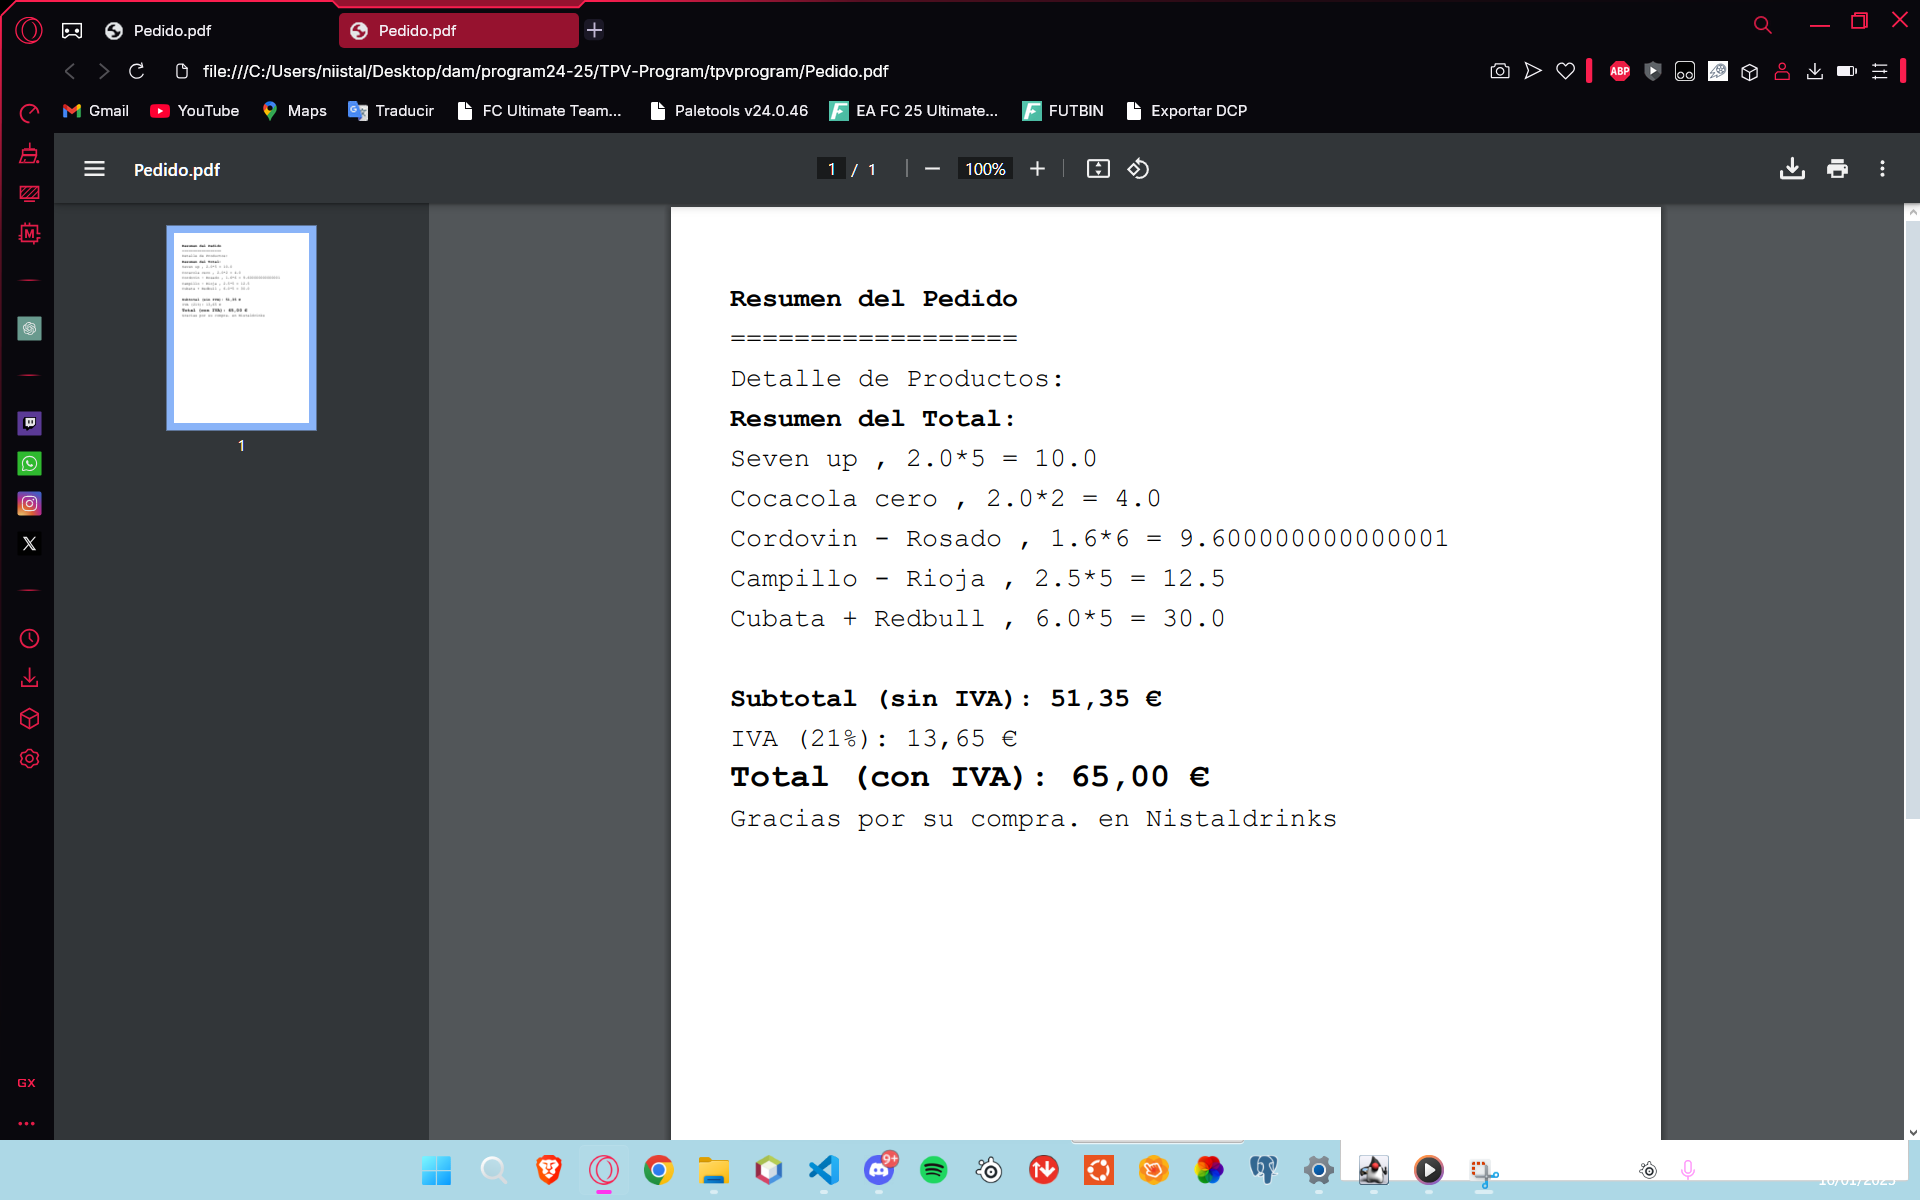 Pedido.pdf
Pedido.pdf
file:///C:/Users/niistal/Desktop/dam/program24-25/TPV-Program/tpvprogram/Pedido.pdf
ABP
Gmail
YouTube
Maps
Traducir
FC Ultimate Team...
Paletools v24.0.46
EA FC 25 Ultimate...
FUTBIN
Exportar DCP
Pedido.pdf
1 / 1
100%
1
Resumen del Pedido
==================
Detalle de Productos:
Resumen del Total:
Seven up , 2.0*5 = 10.0
Cocacola cero , 2.0*2 = 4.0
Cordovin - Rosado , 1.6*6 = 9.600000000000001
Campillo - Rioja , 2.5*5 = 12.5
Cubata + Redbull , 6.0*5 = 30.0
Subtotal (sin IVA): 51,35 €
IVA (21%): 13,65 €
Total (con IVA): 65,00 €
Gracias por su compra. en Nistaldrinks
GX
9+